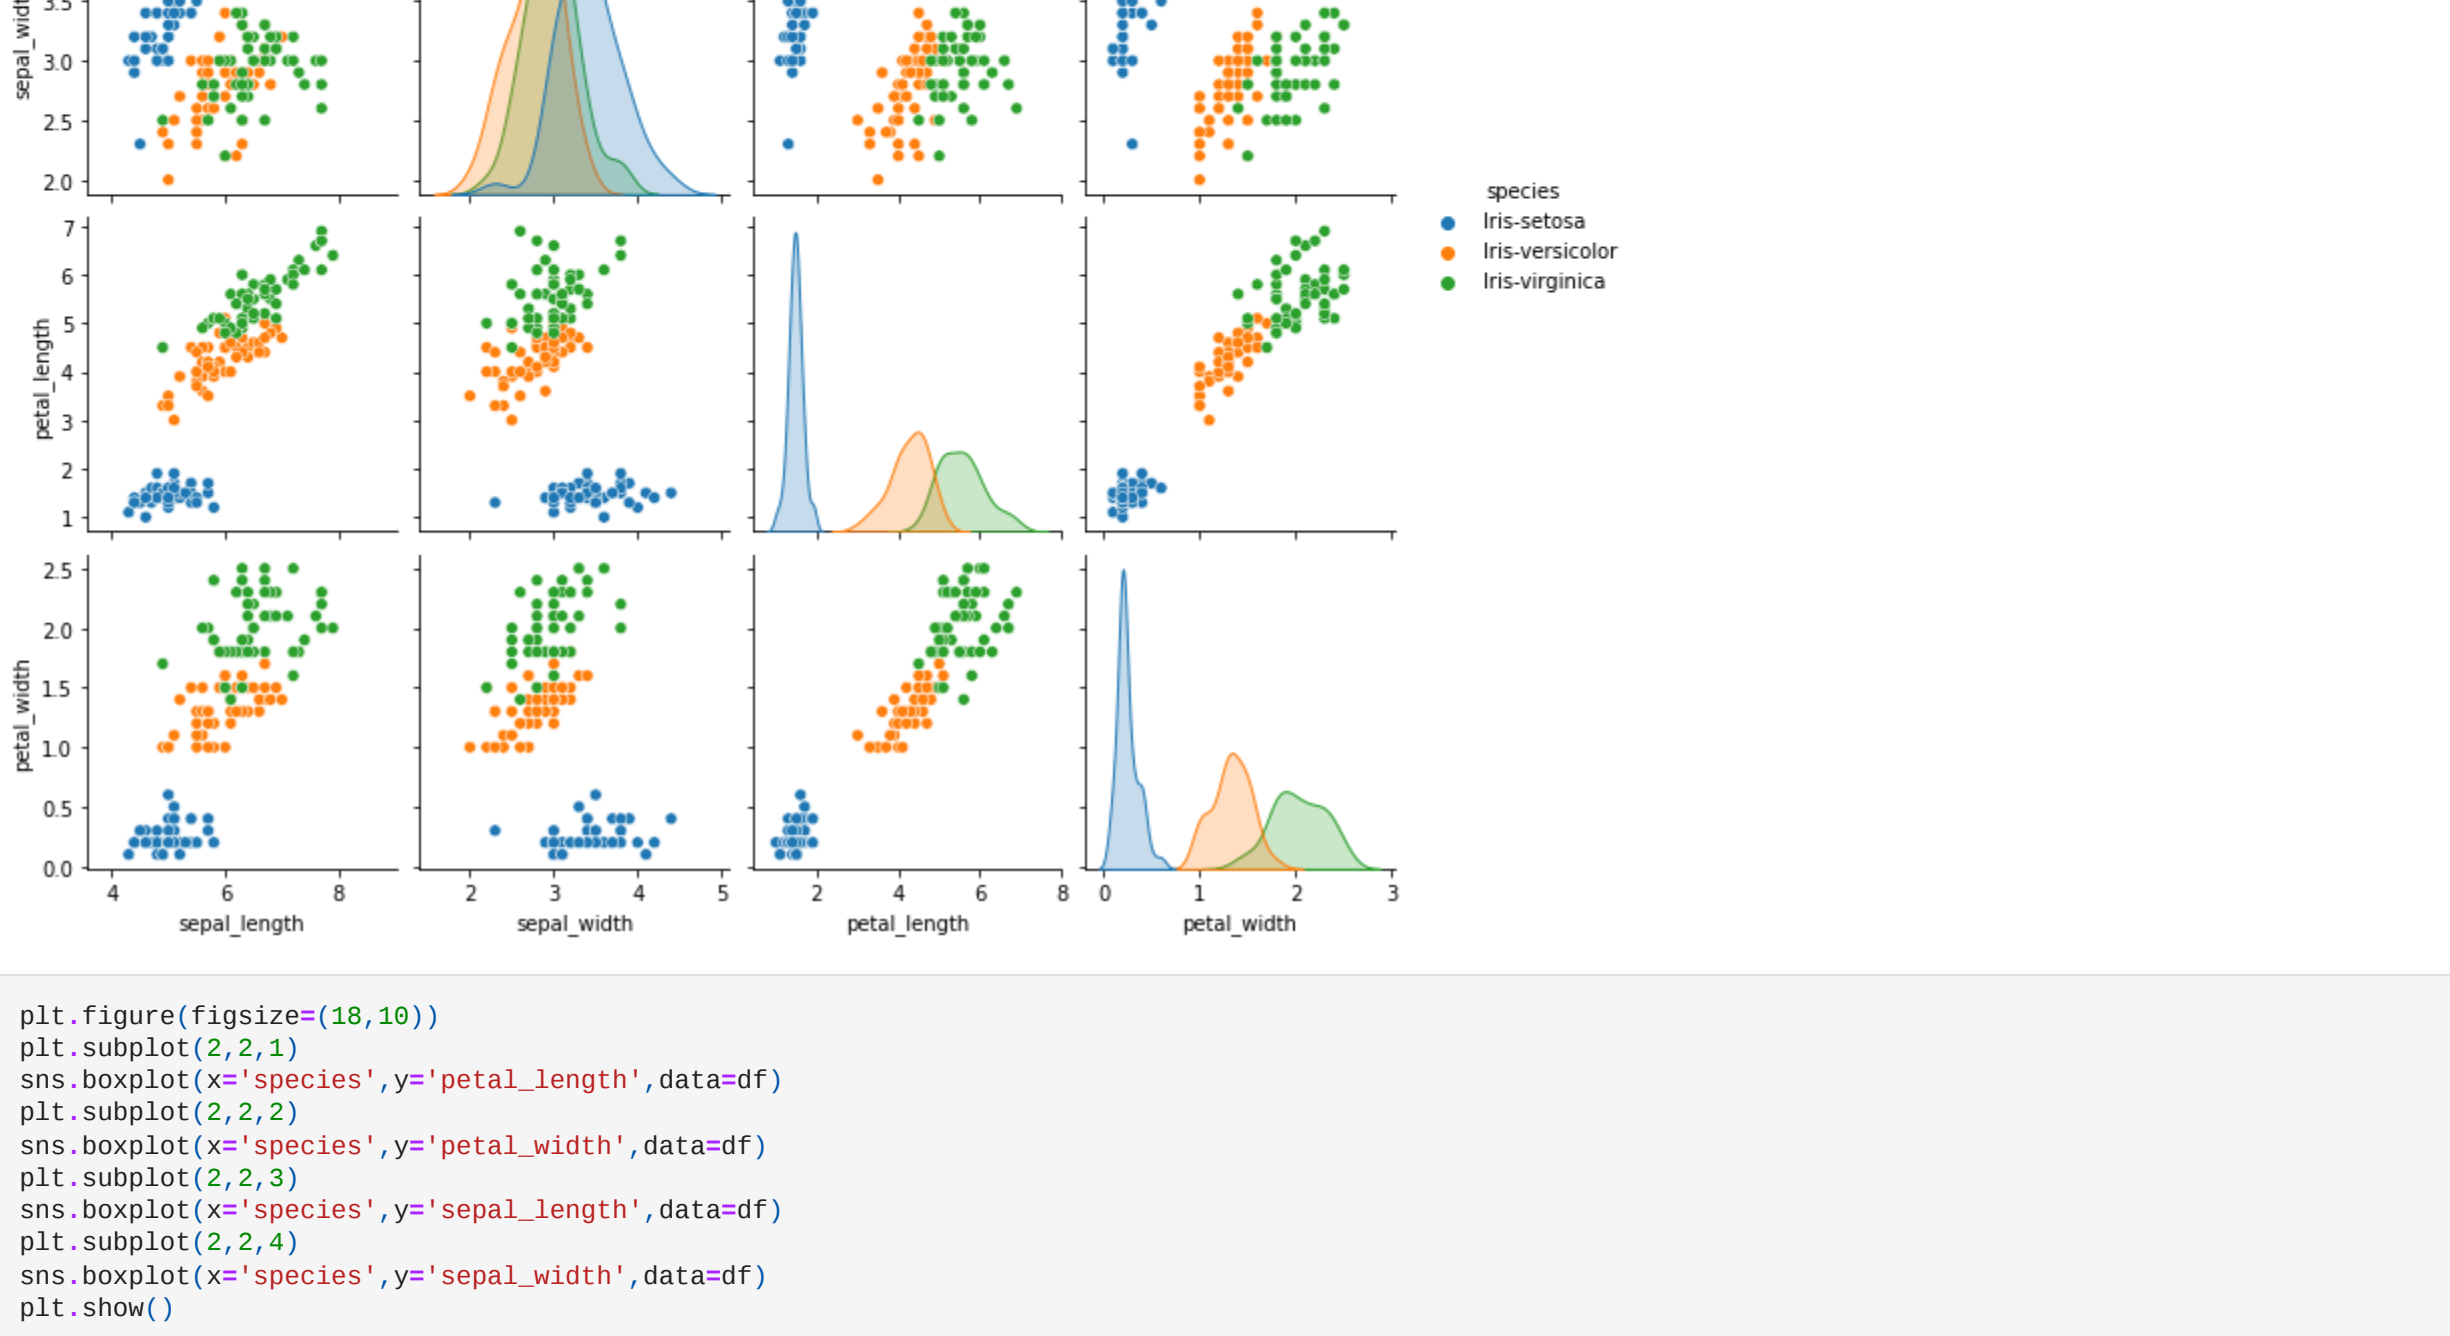 3.5
sepal_width
3.0
2.5
2.0
species
Iris-setosa
Iris-versicolor
Iris-virginica
7
6
5
4
3
2
1
petal_length
2.5
2.0
1.5
1.0
0.5
0.0
petal_width
4 6 8 2 3 4 5 2 4 6 8 0 1 2 3
sepal_length sepal_width petal_length petal_width
plt.figure(figsize=(18,10))
plt.subplot(2,2,1)
sns.boxplot(x='species',y='petal_length',data=df)
plt.subplot(2,2,2)
sns.boxplot(x='species',y='petal_width',data=df)
plt.subplot(2,2,3)
sns.boxplot(x='species',y='sepal_length',data=df)
plt.subplot(2,2,4)
sns.boxplot(x='species',y='sepal_width',data=df)
plt.show()